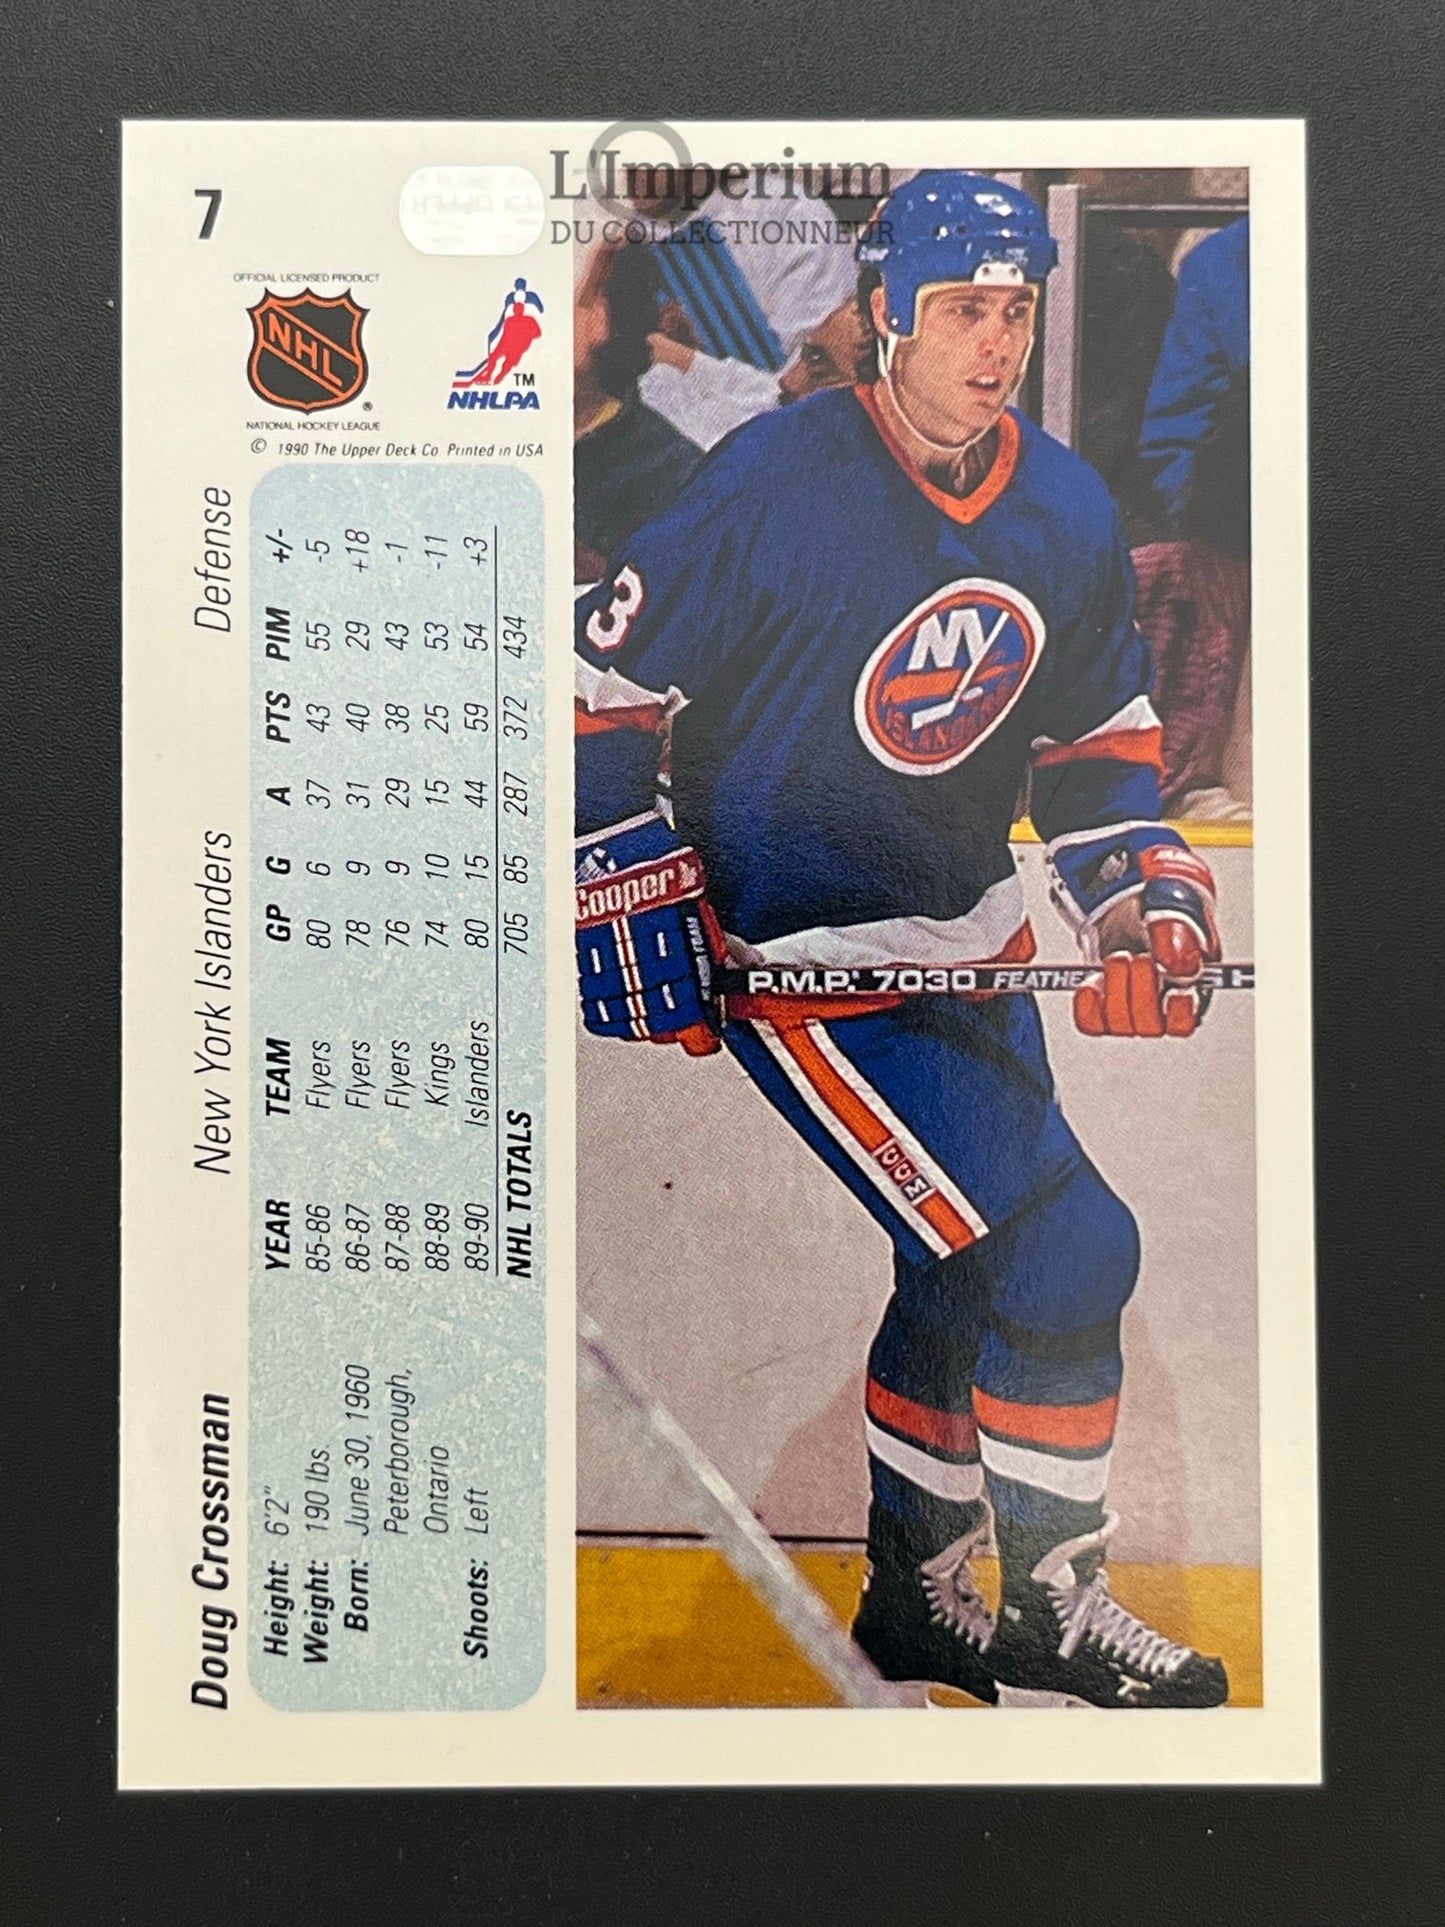 L'Imperium
DU COLLECTIONNEUR
7
OFFICIAL LICENSED PRODUCT
NHL
®
NATIONAL HOCKEY LEAGUE
TM
NHLPA
© 1990 The Upper Deck Co Printed in USA
Doug Crossman New York Islanders Defense
Height: 6'2"
Weight: 190 lbs.
Born: June 30, 1960
Peterborough,
Ontario
Shoots: Left
YEAR TEAM GP G A PTS PIM +/-
85-86 Flyers 80 6 37 43 55 -5
86-87 Flyers 78 9 31 40 29 +18
87-88 Flyers 76 9 29 38 43 -1
88-89 Kings 74 10 15 25 53 -11
89-90 Islanders 80 15 44 59 54 +3
NHL TOTALS 705 85 287 372 434
3
NY
ISLANDERS
Cooper
P.M.P. 7030 FEATHE SH
CCM
T.